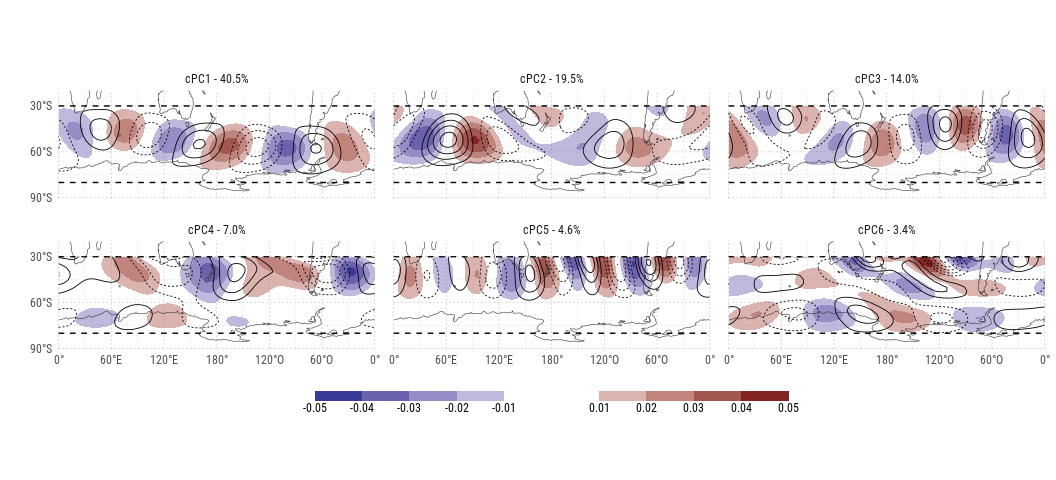 cPC1 - 40.5% cPC2 - 19.5% cPC3 - 14.0%
30°S
60°S
90°S
cPC4 - 7.0% cPC5 - 4.6% cPC6 - 3.4%
30°S
60°S
90°S
0° 60°E 120°E 180° 120°O 60°O 0° 0° 60°E 120°E 180° 120°O 60°O 0° 0° 60°E 120°E 180° 120°O 60°O 0°
-0.05 -0.04 -0.03 -0.02 -0.01 0.01 0.02 0.03 0.04 0.05